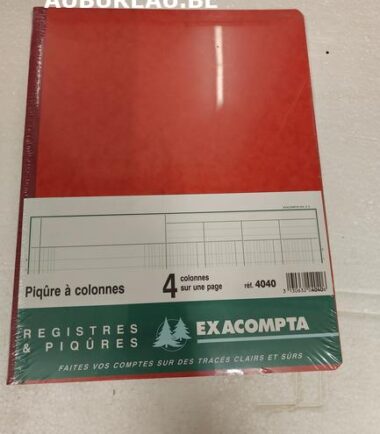 AUBUREAU.BE
Piqûre à colonnes
4 colonnes
sur une page
réf. 4040
REGISTRES
& PIQÛRES
EXACOMPTA
FAITES VOS COMPTES SUR DES TRACÉS CLAIRS ET SÛRS